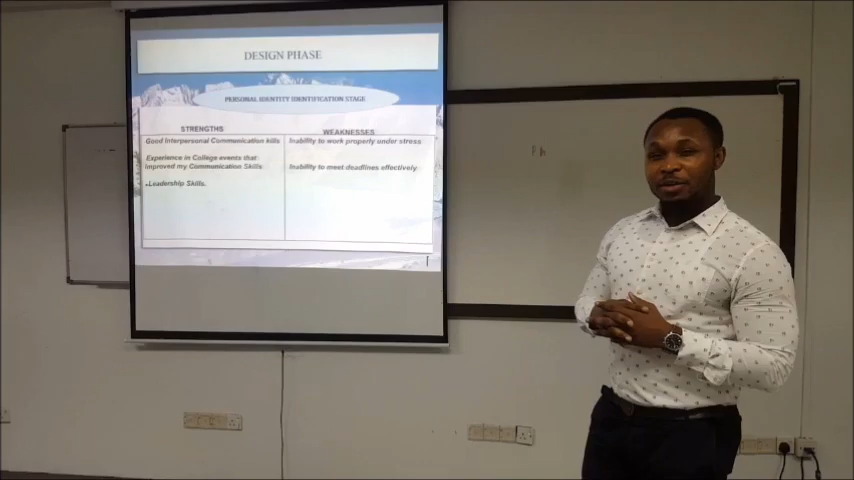 DESIGN PHASE
PERSONAL IDENTITY IDENTIFICATION STAGE
STRENGTHS
WEAKNESSES
Good Interpersonal Communication kills
Inability to work properly under stress
Experience in College events that
improved my Communication Skills
Inability to meet deadlines effectively
.Leadership Skills.